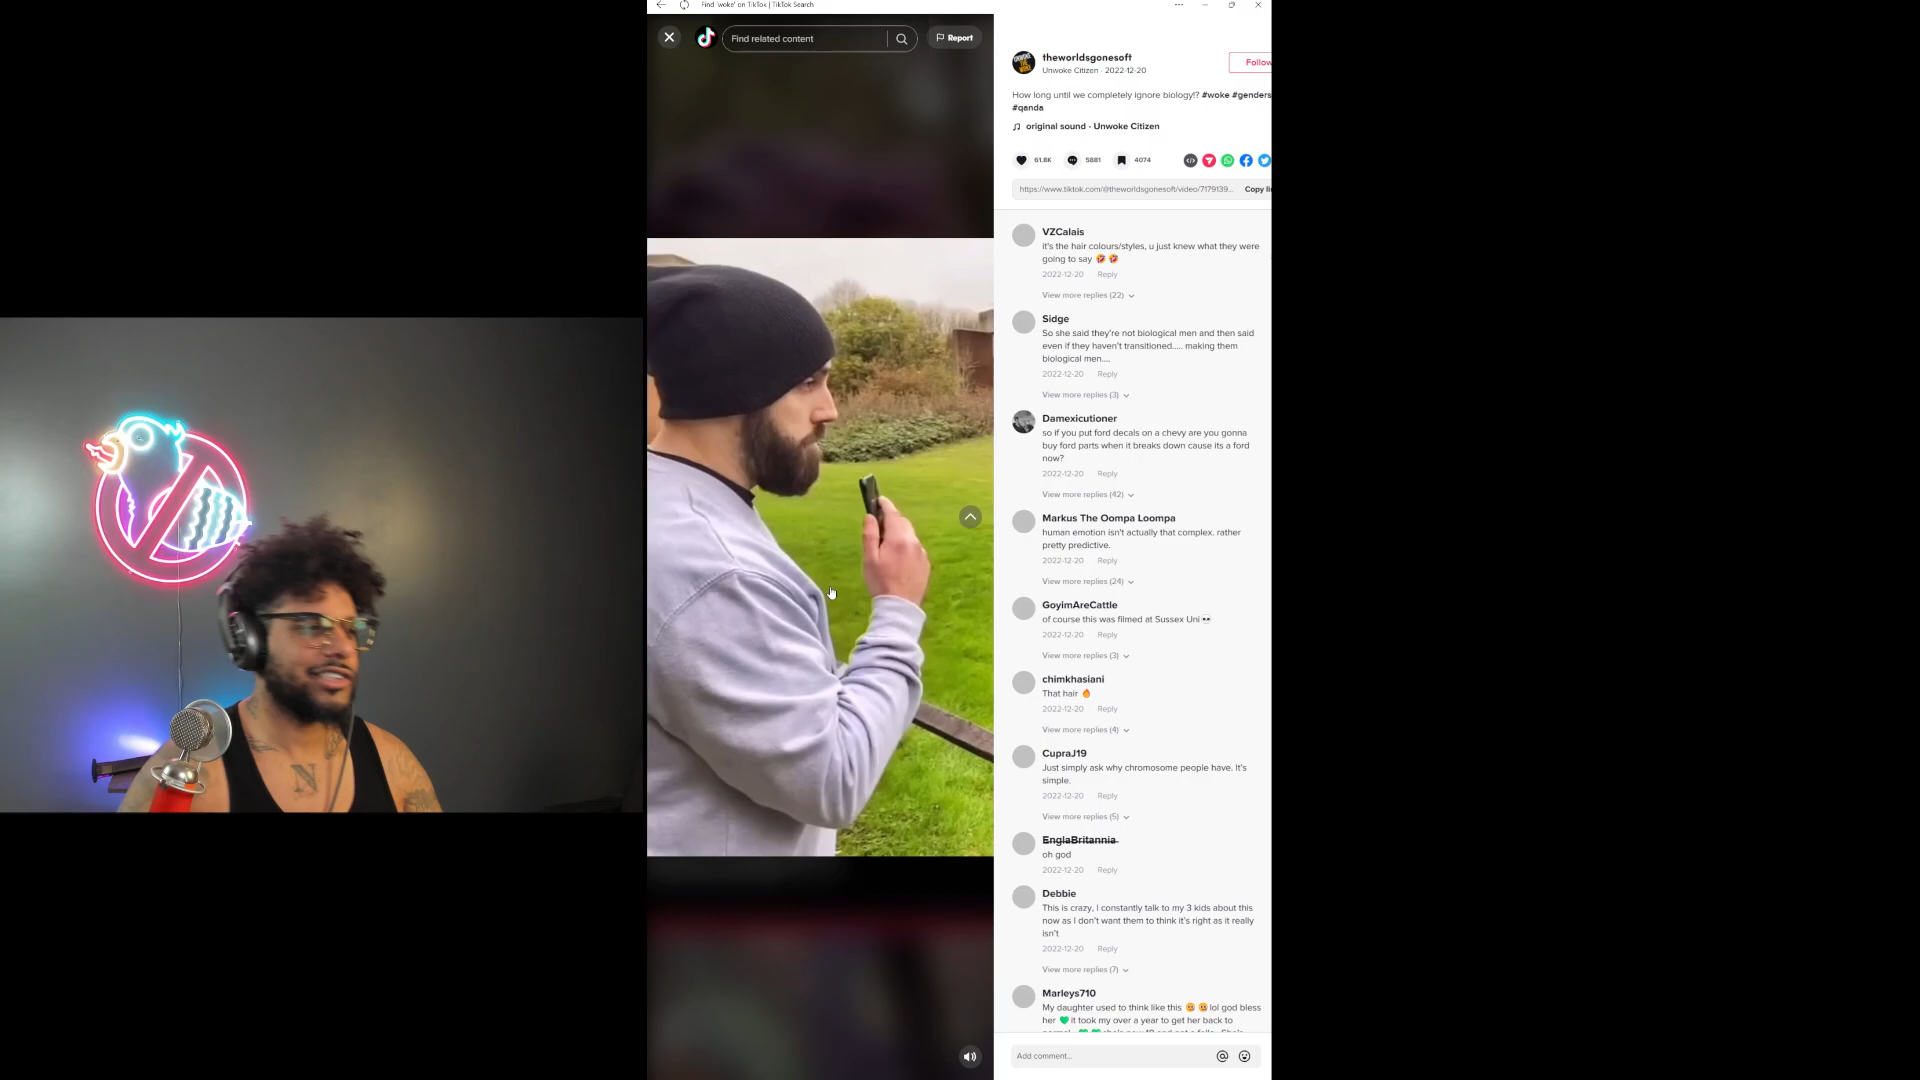 Find 'woke' on TikTok | TikTok Search
Find related content
Report
theworldsgonesoft
Unwoke Citizen · 2022-12-20
Follow
How long until we completely ignore biology!? #woke #genders
#qanda
original sound - Unwoke Citizen
61.8K
5881
4074
https://www.tiktok.com/@theworldsgonesoft/video/7179139...
Copy li
VZCalais
it's the hair colours/styles, u just knew what they were
going to say 🤣 🤣
2022-12-20 Reply
View more replies (22)
Sidge
So she said they're not biological men and then said
even if they haven't transitioned..... making them
biological men....
2022-12-20 Reply
View more replies (3)
Damexicutioner
so if you put ford decals on a chevy are you gonna
buy ford parts when it breaks down cause its a ford
now?
2022-12-20 Reply
View more replies (42)
Markus The Oompa Loompa
human emotion isn't actually that complex. rather
pretty predictive.
2022-12-20 Reply
View more replies (24)
GoyimAreCattle
of course this was filmed at Sussex Uni💀
2022-12-20 Reply
View more replies (3)
chimkhasiani
That hair 🔥
2022-12-20 Reply
View more replies (4)
CupraJ19
Just simply ask why chromosome people have. It's
simple.
2022-12-20 Reply
View more replies (5)
EnglaBritannia
oh god
2022-12-20 Reply
Debbie
This is crazy, I constantly talk to my 3 kids about this
now as I don't want them to think it's right as it really
isn't
2022-12-20 Reply
View more replies (7)
Marleys710
My daughter used to think like this 🥴 🥴 lol god bless
her 💚 it took my over a year to get her back to
Add comment...
N